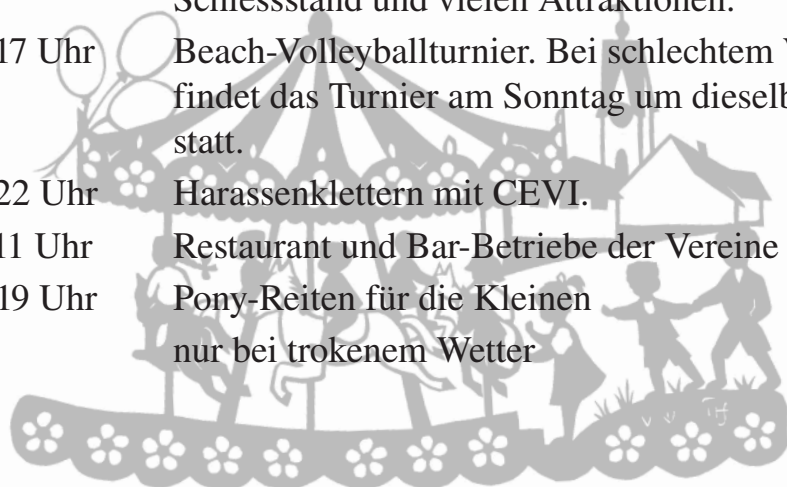 Schiessstand und vielen Attraktionen.
17 Uhr Beach-Volleyballturnier. Bei schlechtem
findet das Turnier am Sonntag um dieselb
statt.
22 Uhr Harassenklettern mit CEVI.
11 Uhr Restaurant und Bar-Betriebe der Vereine
19 Uhr Pony-Reiten für die Kleinen
nur bei trokenem Wetter